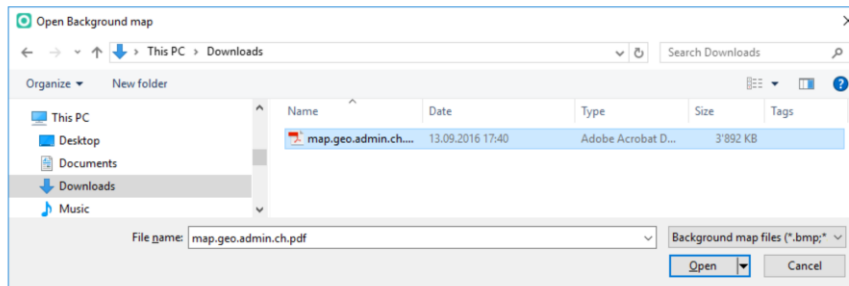 Open Background map
This PC > Downloads
Search Downloads
Organize
New folder
This PC
Desktop
Documents
Downloads
Music
Name Date Type Size Tags
map.geo.admin.ch.... 13.09.2016 17:40 Adobe Acrobat D... 3'892 KB
File name: map.geo.admin.ch.pdf
Background map files (*.bmp;*
Open Cancel